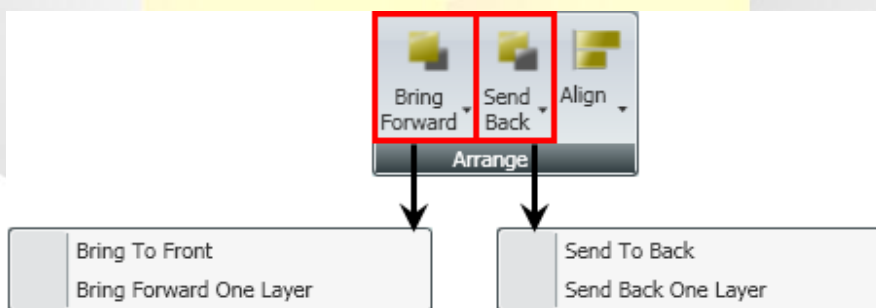 Bring
Forward
Send
Back
Align
Arrange
Bring To Front
Bring Forward One Layer
Send To Back
Send Back One Layer